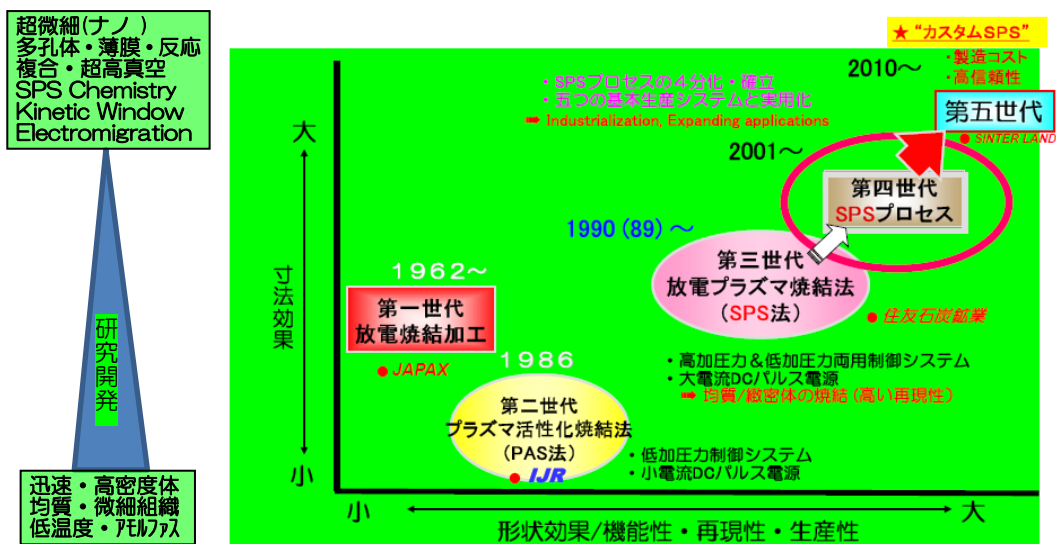 超微細(ナノ)
多孔体・薄膜・反応
複合・超高真空
SPS Chemistry
Kinetic Window
Electromigration
研究開発
迅速・高密度体
均質・微細組織
低温度・アモルファス
★ “カスタムSPS”
・製造コスト
・高信頼性
2010~
第五世代
● SINTER LAND
・SPSプロセスの4分化・確立
・五つの基本生産システムと実用化
➡ Industrialization, Expanding applications
2001~
第四世代
SPSプロセス
1990 (89) ~
第三世代
放電プラズマ焼結法
(SPS法)
● 住友石炭鉱業
・高加圧力&低加圧力両用制御システム
・大電流DCパルス電源
➡ 均質/緻密体の焼結 (高い再現性)
1962~
第一世代
放電焼結加工
● JAPAX
1986
第二世代
プラズマ活性化焼結法
(PAS法)
● IJR
・低加圧力制御システム
・小電流DCパルス電源
大
寸法効果
小
小
大
形状効果/機能性・再現性・生産性